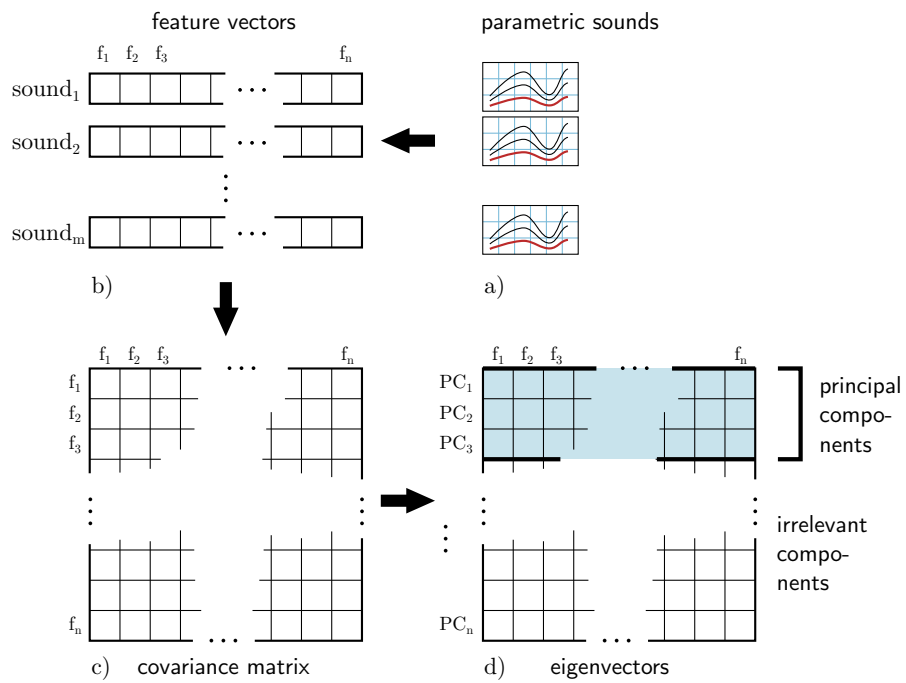 feature vectors
f1 f2 f3 fn
sound1
sound2
soundm
b)
parametric sounds
a)
f1 f2 f3 fn
f1
f2
f3
fn
c) covariance matrix
f1 f2 f3 fn
PC1
PC2
PC3
PCn
principal
compo-
nents
irrelevant
compo-
nents
d) eigenvectors